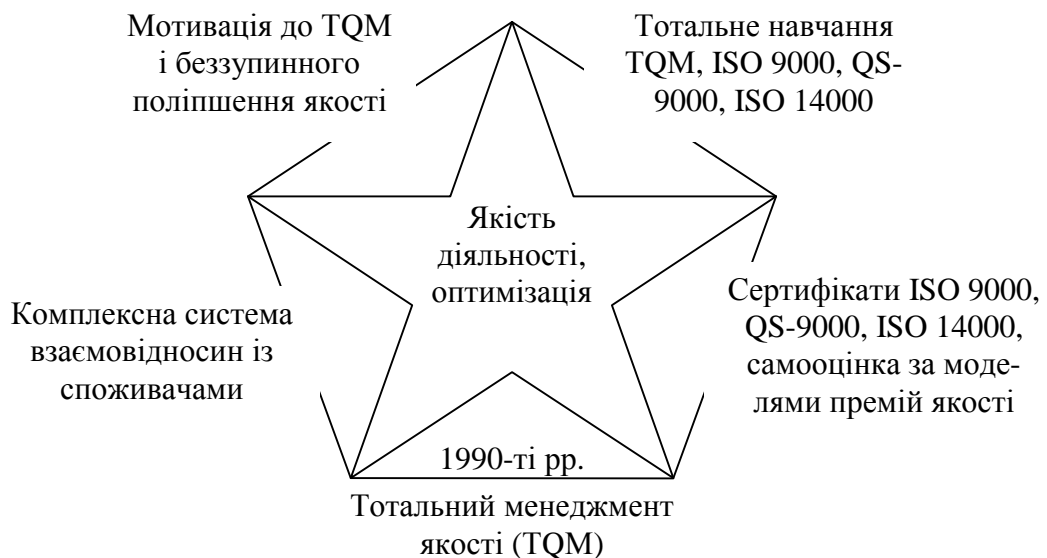 Мотивація до TQM
і беззупинного
поліпшення якості
Тотальне навчання
TQM, ISO 9000, QS-
9000, ISO 14000
Якість
діяльності,
оптимізація
Комплексна система
взаємовідносин із
споживачами
Сертифікати ISO 9000,
QS-9000, ISO 14000,
самооцінка за моде-
лями премій якості
1990-ті рр.
Тотальний менеджмент
якості (TQM)